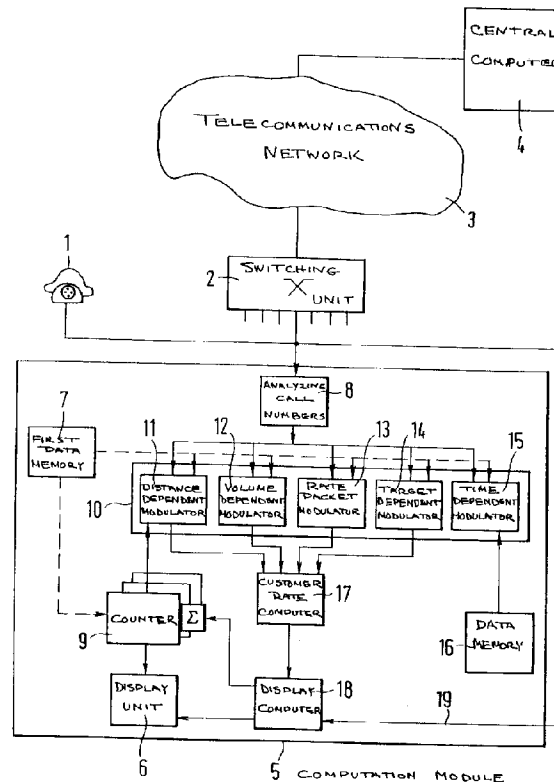 CENTRAL
COMPUTER
4
TELECOMMUNICATIONS
NETWORK
3
1
2
SWITCHING
X
UNIT
7
FIRST DATA
MEMORY
ANALYZING
CALL
NUMBERS
8
11
12
13
14
15
10
DISTANCE
DEPENDENT
MODULATOR
VOLUME
DEPENDENT
MODULATOR
RATE
PACKET
MODULATOR
TARGET
DEPENDENT
MODULATOR
TIME
DEPENDENT
MODULATOR
COUNTER
Σ
9
CUSTOMER
RATE
COMPUTER
17
DATA
MEMORY
16
DISPLAY
UNIT
6
DISPLAY
COMPUTER
18
19
5
COMPUTATION MODULE